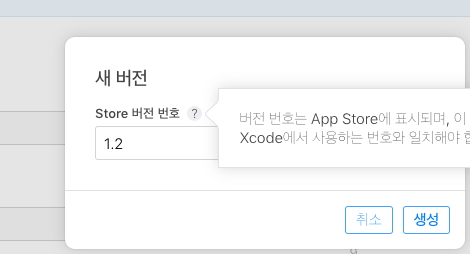 새 버전
Store 버전 번호 ?
버전 번호는 App Store에 표시되며, 이
Xcode에서 사용하는 번호와 일치해야
1.2
취소
생성